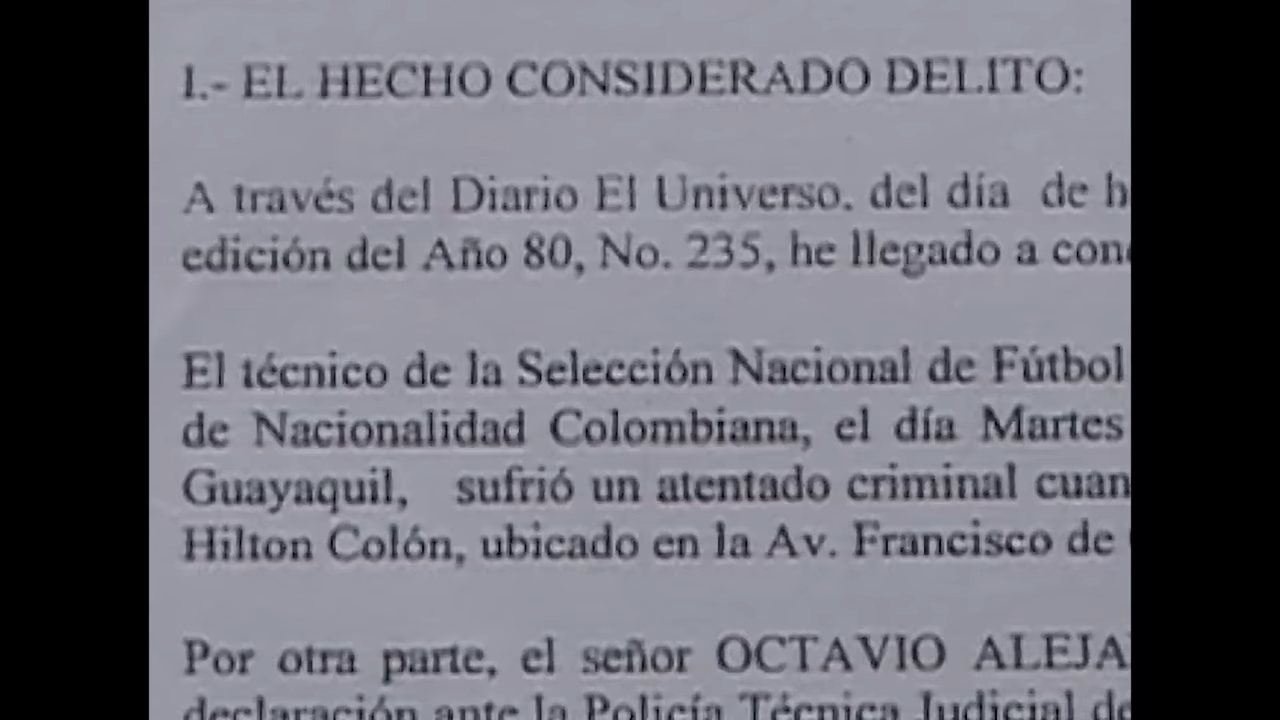 I.- EL HECHO CONSIDERADO DELITO:
A través del Diario El Universo. del día de
edición del Año 80, No. 235, he llegado a
El técnico de la Selección Nacional de Fútbol
de Nacionalidad Colombiana, el día Martes
Guayaquil, sufrió un atentado criminal
Hilton Colón, ubicado en la Av. Francisco de
Por otra parte, el señor OCTAVIO
declaración ante la Policía Técnica Judicial